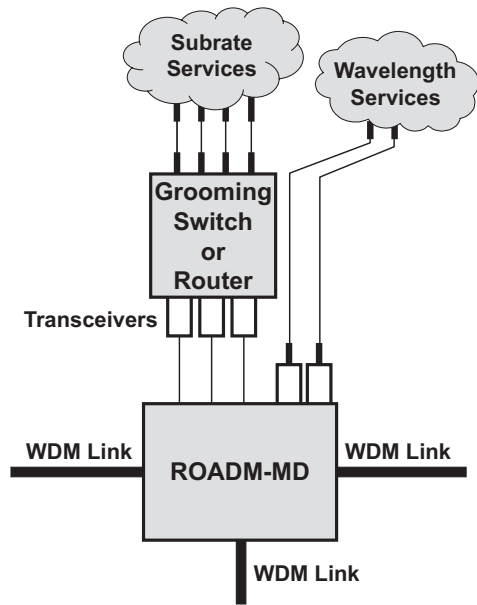 Subrate
Services
Wavelength
Services
Grooming
Switch
or
Router
Transceivers
WDM Link
ROADM-MD
WDM Link
WDM Link